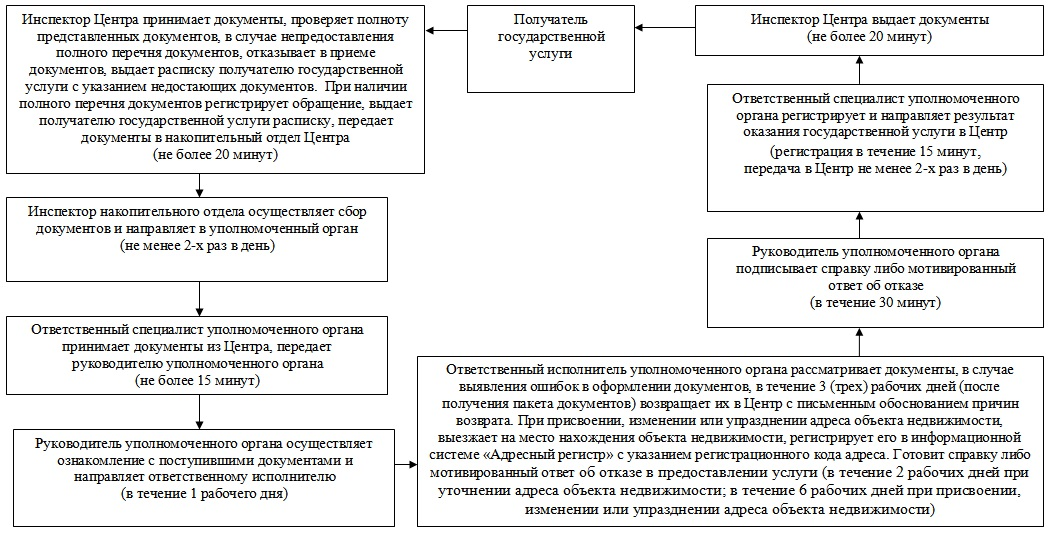 Получатель
государственной
услуги
Инспектор Центра принимает документы, проверяет полноту
представленных документов, в случае непредоставления
полного перечня документов, отказывает в приеме
документов, выдает расписку получателю государственной
услуги с указанием недостающих документов. При наличии
полного перечня документов регистрирует обращение, выдает
получателю государственной услуги расписку, передает
документы в накопительный отдел Центра
(не более 20 минут)
Инспектор накопительного отдела осуществляет сбор
документов и направляет в уполномоченный орган
(не менее 2-х раз в день)
Ответственный специалист уполномоченного органа
принимает документы из Центра, передает
руководителю уполномоченного органа
(не более 15 минут)
Руководитель уполномоченного органа осуществляет
ознакомление с поступившими документами и
направляет ответственному исполнителю
(в течение 1 рабочего дня)
Ответственный исполнитель уполномоченного органа рассматривает документы, в случае
выявления ошибок в оформлении документов, в течение 3 (трех) рабочих дней (после
получения пакета документов) возвращает их в Центр с письменным обоснованием причин
возврата. При присвоении, изменении или упразднении адреса объекта недвижимости,
выезжает на место нахождения объекта недвижимости, регистрирует его в информационной
системе «Адресный регистр» с указанием регистрационного кода адреса. Готовит справку либо
мотивированный ответ об отказе в предоставлении услуги (в течение 2 рабочих дней при
уточнении адреса объекта недвижимости; в течение 6 рабочих дней при присвоении,
изменении или упразднении адреса объекта недвижимости)
Руководитель уполномоченного органа
подписывает справку либо мотивированный
ответ об отказе
(в течение 30 минут)
Ответственный специалист уполномоченного
органа регистрирует и направляет результат
оказания государственной услуги в Центр
(регистрация в течение 15 минут,
передача в Центр не менее 2-х раз в день)
Инспектор Центра выдает документы
(не более 20 минут)